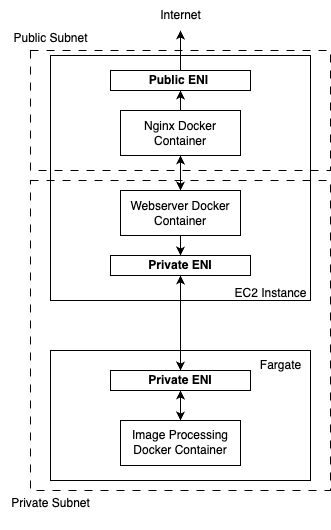 Internet
Public Subnet
Public ENI
Nginx Docker
Container
Webserver Docker
Container
Private ENI
EC2 Instance
Fargate
Private ENI
Image Processing
Docker Container
Private Subnet